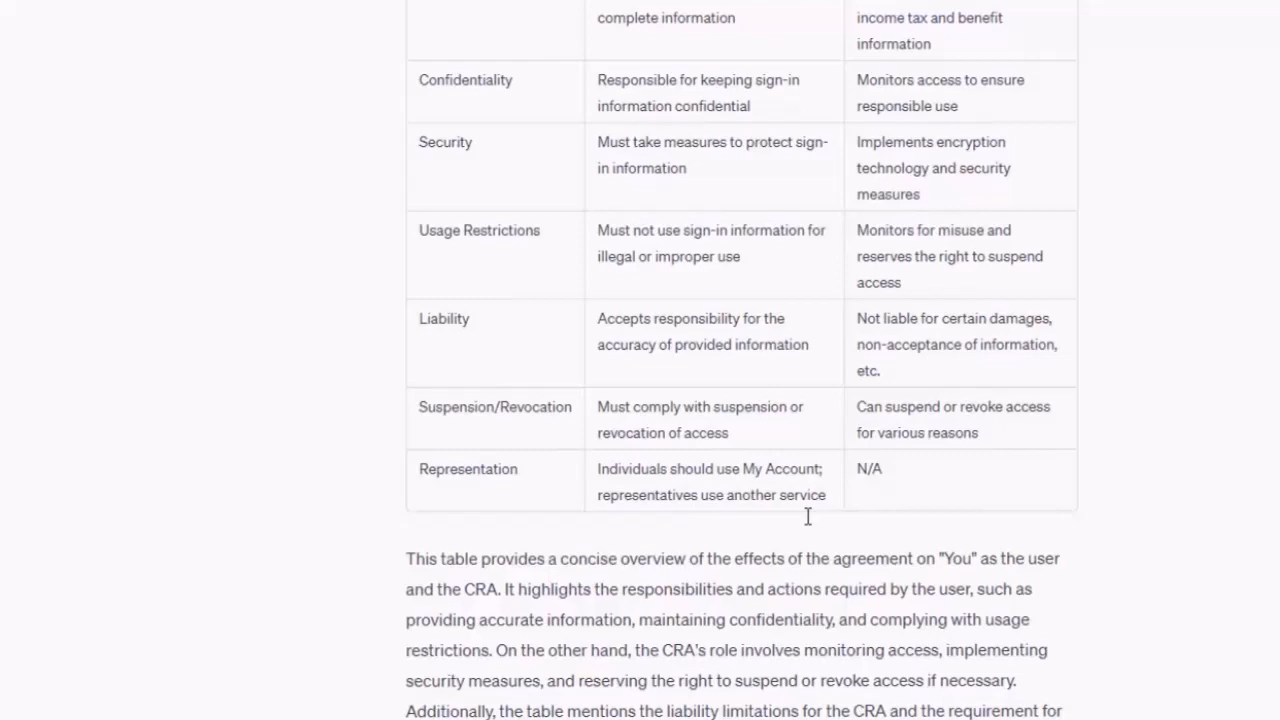 complete information
income tax and benefit
information
Confidentiality
Responsible for keeping sign-in
information confidential
Monitors access to ensure
responsible use
Security
Must take measures to protect sign-
in information
Implements encryption
technology and security
measures
Usage Restrictions
Must not use sign-in information for
illegal or improper use
Monitors for misuse and
reserves the right to suspend
access
Liability
Accepts responsibility for the
accuracy of provided information
Not liable for certain damages,
non-acceptance of information,
etc.
Suspension/Revocation
Must comply with suspension or
revocation of access
Can suspend or revoke access
for various reasons
Representation
Individuals should use My Account;
representatives use another service
N/A
This table provides a concise overview of the effects of the agreement on "You" as the user
and the CRA. It highlights the responsibilities and actions required by the user, such as
providing accurate information, maintaining confidentiality, and complying with usage
restrictions. On the other hand, the CRA's role involves monitoring access, implementing
security measures, and reserving the right to suspend or revoke access if necessary.
Additionally, the table mentions the liability limitations for the CRA and the requirement for